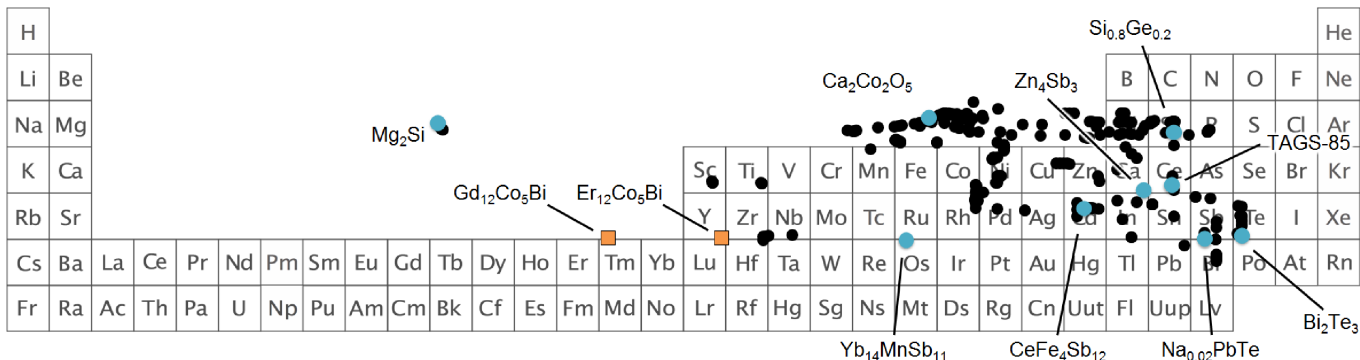 Si0.8Ge0.2
H He
Ca2Co2O5 Zn4Sb3
Li Be B C N O F Ne
Na Mg P S Cl Ar
Mg2Si
TAGS-85
K Ca Sc Ti V Cr Mn Fe Co Ni Cu Zn Ga Ge As Se Br Kr
Gd12Co5Bi Er12Co5Bi
Rb Sr Y Zr Nb Mo Tc Ru Rh Pd Ag Cd In Sn Sb Te I Xe
Cs Ba La Ce Pr Nd Pm Sm Eu Gd Tb Dy Ho Er Tm Yb Lu Hf Ta W Re Os Ir Pt Au Hg Tl Pb Bi Po At Rn
Fr Ra Ac Th Pa U Np Pu Am Cm Bk Cf Es Fm Md No Lr Rf Hg Sg Ns Mt Ds Rg Cn Uut Fl Uup Lv
Bi2Te3
Yb14MnSb11 CeFe4Sb12 Na0.02PbTe